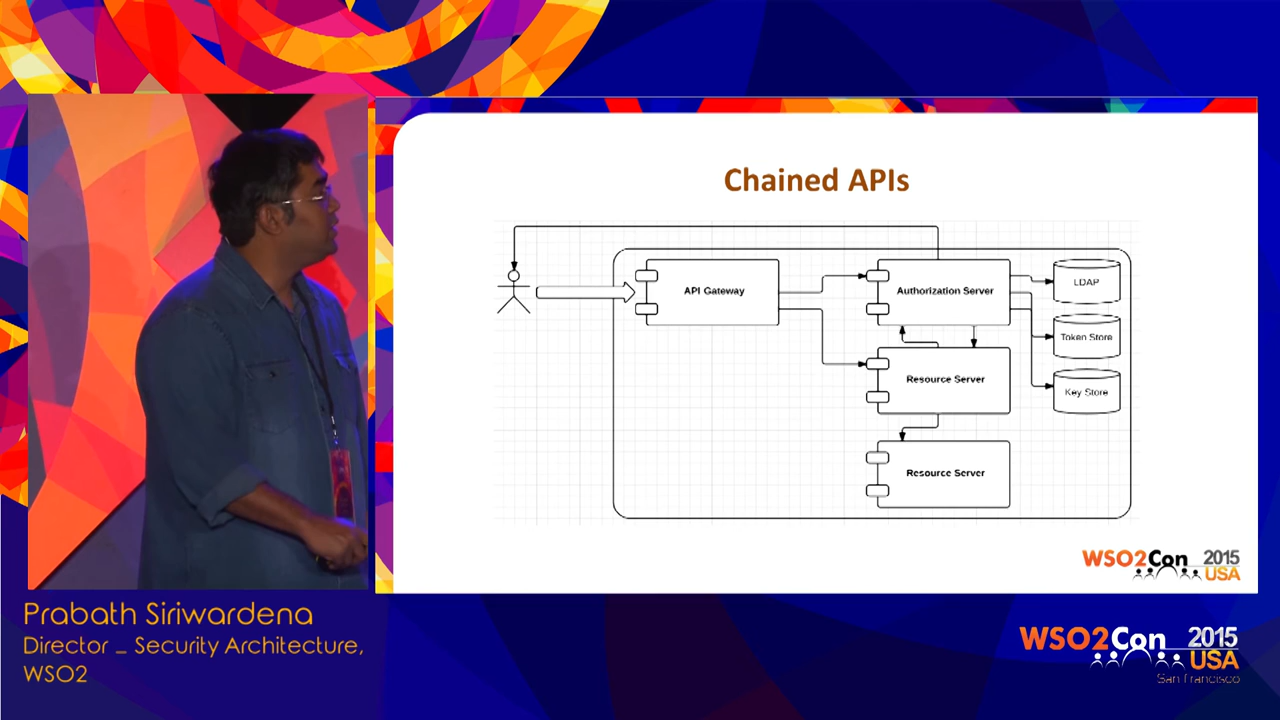 Chained APIs
API Gateway
Authorization Server
LDAP
Token Store
Resource Server
Key Store
Resource Server
WSO2Con 2015
USA
Prabath Siriwardena
Director _ Security Architecture,
WSO2
WSO2Con 2015
USA
San Francisco